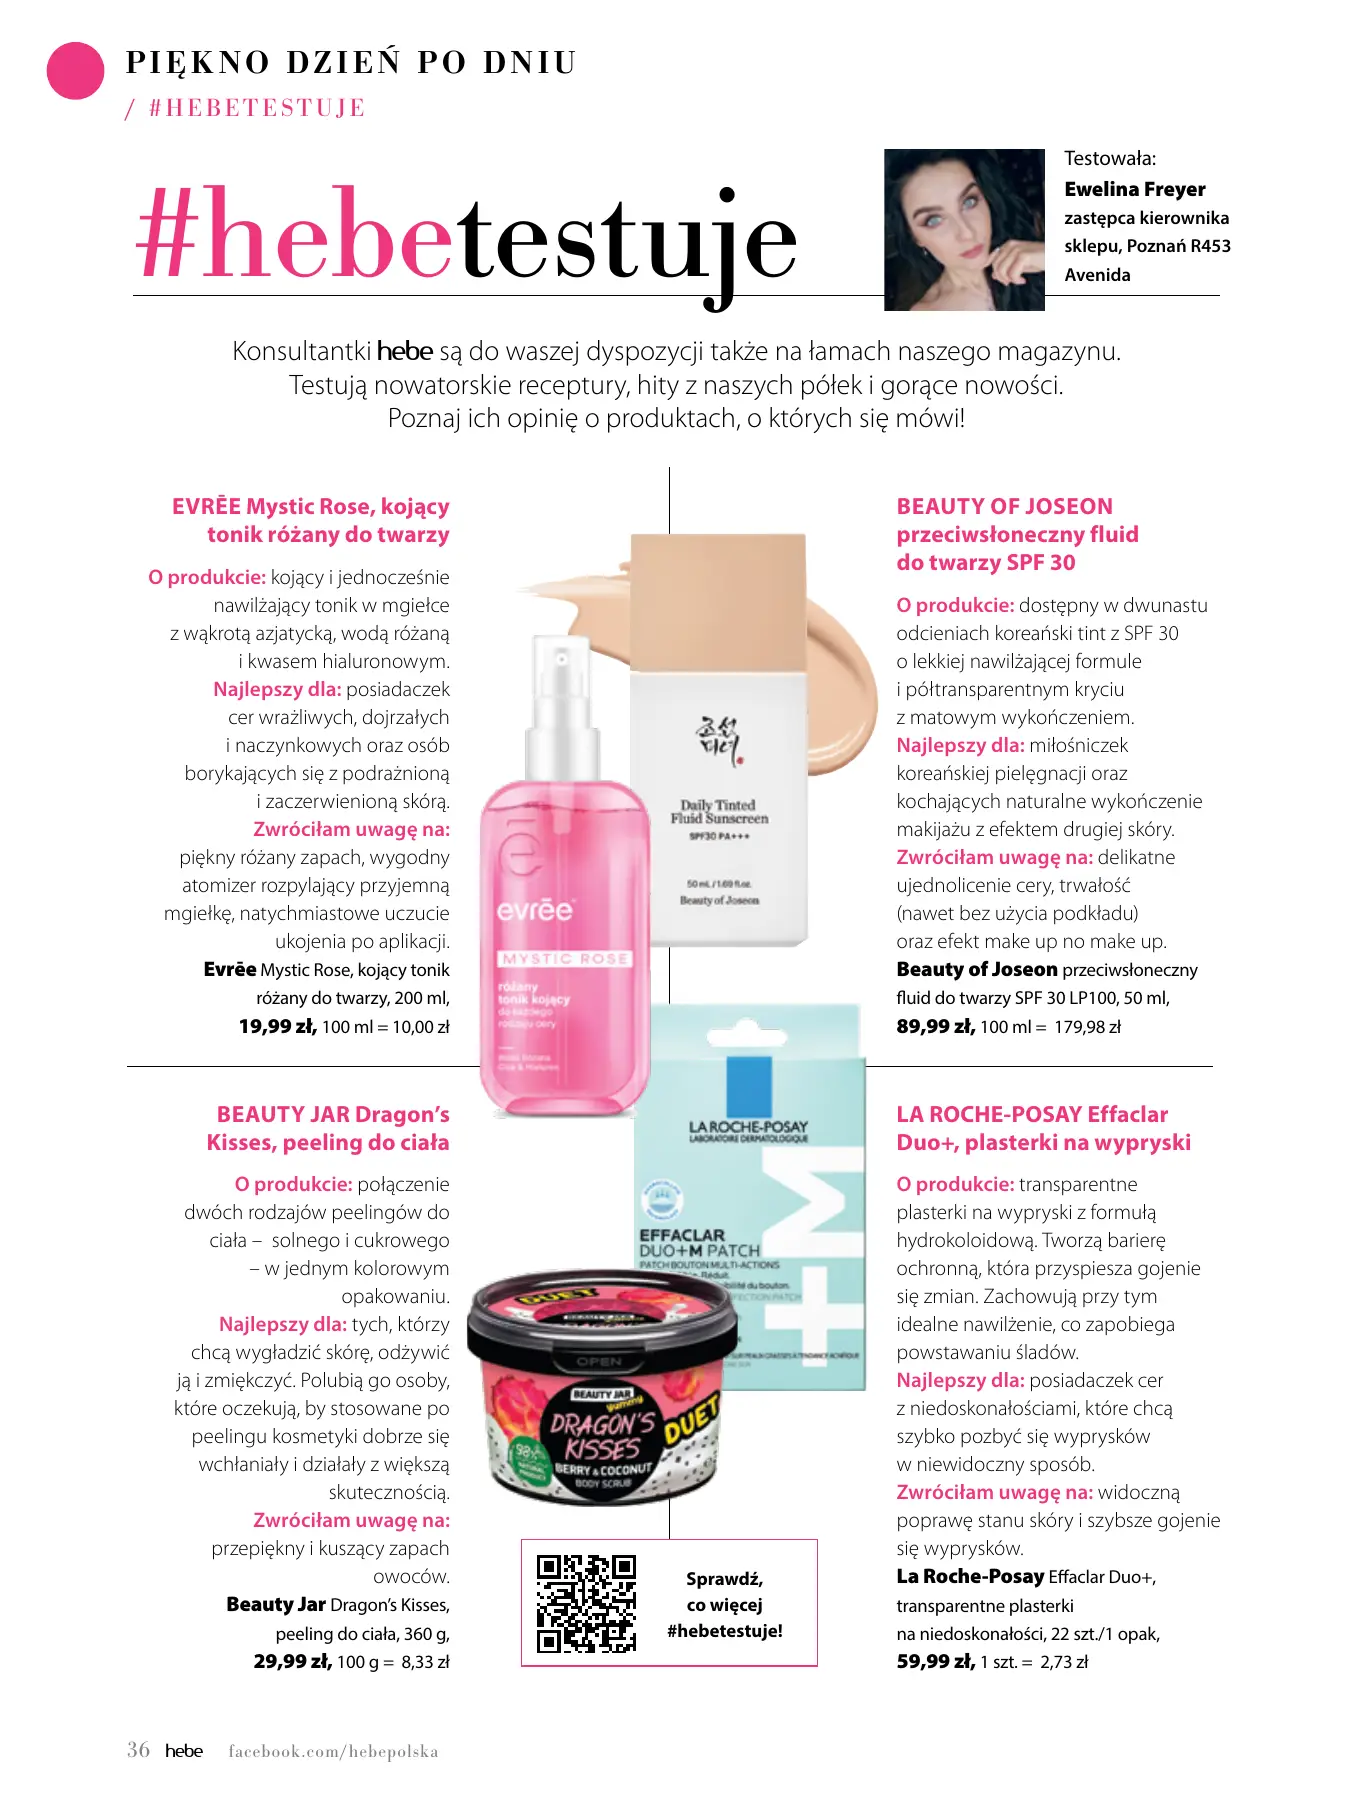 PIĘKNO DZIEŃ PO DNIU
/ #HEBETESTUJE
#hebetestuje
Testowała:
Ewelina Freyer
zastępca kierownika
sklepu, Poznań R453
Avenida
Konsultantki hebe są do waszej dyspozycji także na łamach naszego magazynu.
Testują nowatorskie receptury, hity z naszych półek i gorące nowości.
Poznaj ich opinię o produktach, o których się mówi!
EVRĒE Mystic Rose, kojący
tonik różany do twarzy
O produkcie: kojący i jednocześnie
nawilżający tonik w mgiełce
z wąkrotą azjatycką, wodą różaną
i kwasem hialuronowym.
Najlepszy dla: posiadaczek
cer wrażliwych, dojrzałych
i naczynkowych oraz osób
borykających się z podrażnioną
i zaczerwienioną skórą.
Zwróciłam uwagę na:
piękny różany zapach, wygodny
atomizer rozpylający przyjemną
mgiełkę, natychmiastowe uczucie
ukojenia po aplikacji.
Evrēe Mystic Rose, kojący tonik
różany do twarzy, 200 ml,
19,99 zł, 100 ml = 10,00 zł
BEAUTY OF JOSEON
przeciwsłoneczny fluid
do twarzy SPF 30
O produkcie: dostępny w dwunastu
odcieniach koreański tint z SPF 30
o lekkiej nawilżającej formule
i półtransparentnym kryciu
z matowym wykończeniem.
Najlepszy dla: miłośniczek
koreańskiej pielęgnacji oraz
kochających naturalne wykończenie
makijażu z efektem drugiej skóry.
Zwróciłam uwagę na: delikatne
ujednolicenie cery, trwałość
(nawet bez użycia podkładu)
oraz efekt make up no make up.
Beauty of Joseon przeciwsłoneczny
fluid do twarzy SPF 30 LP100, 50 ml,
89,99 zł, 100 ml = 179,98 zł
조선
미녀
Daily Tinted
Fluid Sunscreen
SPF30 PA+++
50 mL / 1.69 fl.oz.
Beauty of Joseon
evrēe
MYSTIC ROSE
różany
tonik kojący
do każdego
rodzaju cery
BEAUTY JAR Dragon's
Kisses, peeling do ciała
O produkcie: połączenie
dwóch rodzajów peelingów do
ciała – solnego i cukrowego
– w jednym kolorowym
opakowaniu.
Najlepszy dla: tych, którzy
chcą wygładzić skórę, odżywić
ją i zmiękczyć. Polubią go osoby,
które oczekują, by stosowane po
peelingu kosmetyki dobrze się
wchłaniały i działały z większą
skutecznością.
Zwróciłam uwagę na:
przepiękny i kuszący zapach
owoców.
Beauty Jar Dragon's Kisses,
peeling do ciała, 360 g,
29,99 zł, 100 g = 8,33 zł
LA ROCHE-POSAY
LABORATOIRE DERMATOLOGIQUE
EFFACLAR
DUO+M PATCH
PATCH BOUTON MULTI-ACTIONS
+M
DUET
OPEN
BEAUTY JAR
yummy
DRAGON'S
KISSES
BERRY & COCONUT
BODY SCRUB
DUET
98%
NATURAL
PRODUCT
LA ROCHE-POSAY Effaclar
Duo+, plasterki na wypryski
O produkcie: transparentne
plasterki na wypryski z formułą
hydrokoloidową. Tworzą barierę
ochronną, która przyspiesza gojenie
się zmian. Zachowują przy tym
idealne nawilżenie, co zapobiega
powstawaniu śladów.
Najlepszy dla: posiadaczek cer
z niedoskonałościami, które chcą
szybko pozbyć się wyprysków
w niewidoczny sposób.
Zwróciłam uwagę na: widoczną
poprawę stanu skóry i szybsze gojenie
się wyprysków.
La Roche-Posay Effaclar Duo+,
transparentne plasterki
na niedoskonałości, 22 szt./1 opak,
59,99 zł, 1 szt. = 2,73 zł
Sprawdź,
co więcej
#hebetestuje!
36 hebe facebook.com/hebepolska